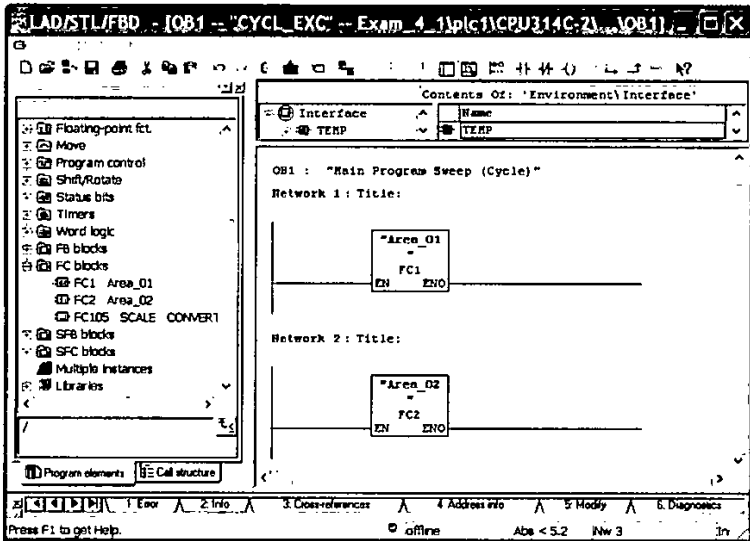 LAD/STL/FBD - [OB1 -- "CYCL_EXC" -- Exam_4_1\plc1\CPU314C-2\...\OB1]
Contents Of: 'Environment\Interface'
Interface
TEMP
Name
TEMP
Floating-point fct.
Move
Program control
Shift/Rotate
Status bits
Timers
Word logic
FB blocks
FC blocks
FC1 Area_01
FC2 Area_02
FC105 SCALE CONVERT
SFB blocks
SFC blocks
Multiple Instances
Libraries
Program elements
Call structure
OB1 : "Main Program Sweep (Cycle)"
Network 1 : Title:
"Area_01
"
FC1
EN ENO
Network 2 : Title:
"Area_02
"
FC2
EN ENO
1: Error 2: Info 3: Cross-references 4: Address info 5: Modify 6: Diagnostics
Press F1 to get Help. offline Abs < 5.2 Nw 3